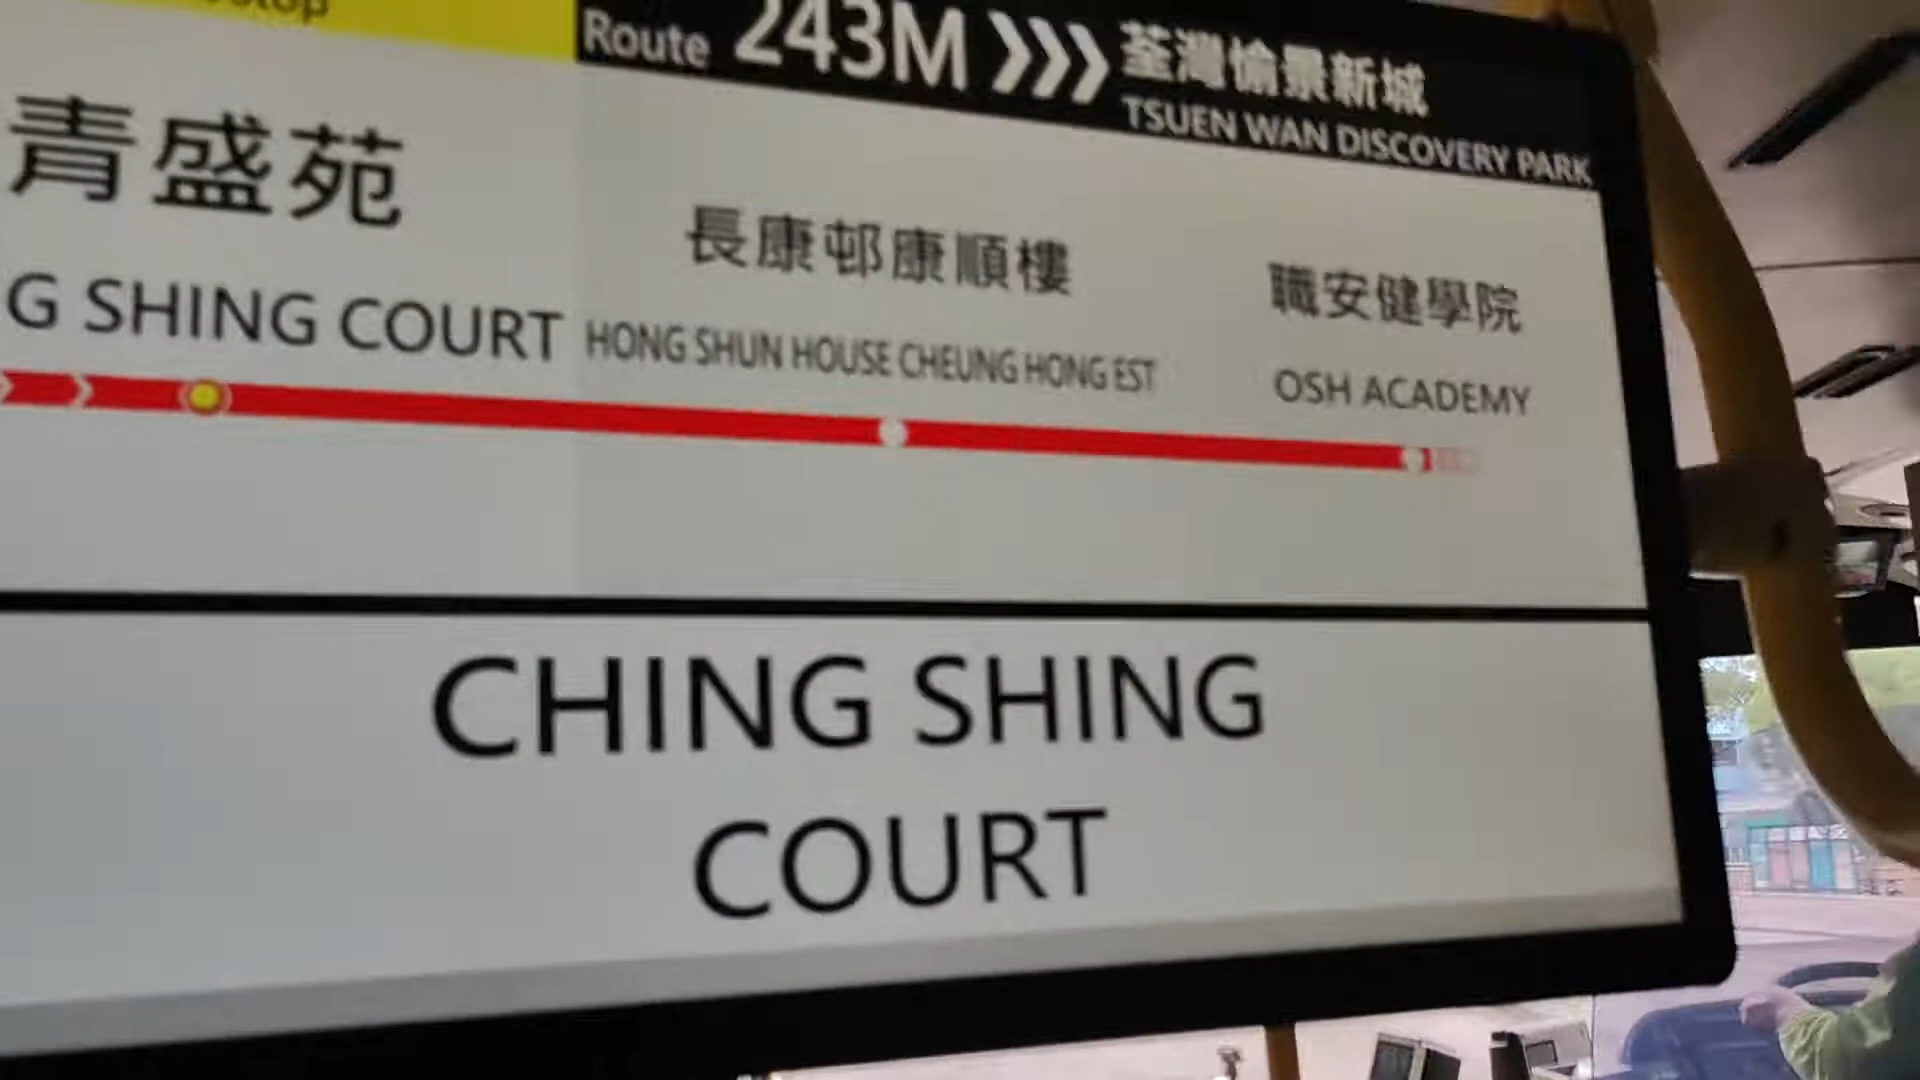 Route 243M
荃灣愉景新城
TSUEN WAN DISCOVERY PARK
青盛苑
G SHING COURT
長康邨康順樓
HONG SHUN HOUSE CHEUNG HONG EST
職安健學院
OSH ACADEMY
CHING SHING
COURT